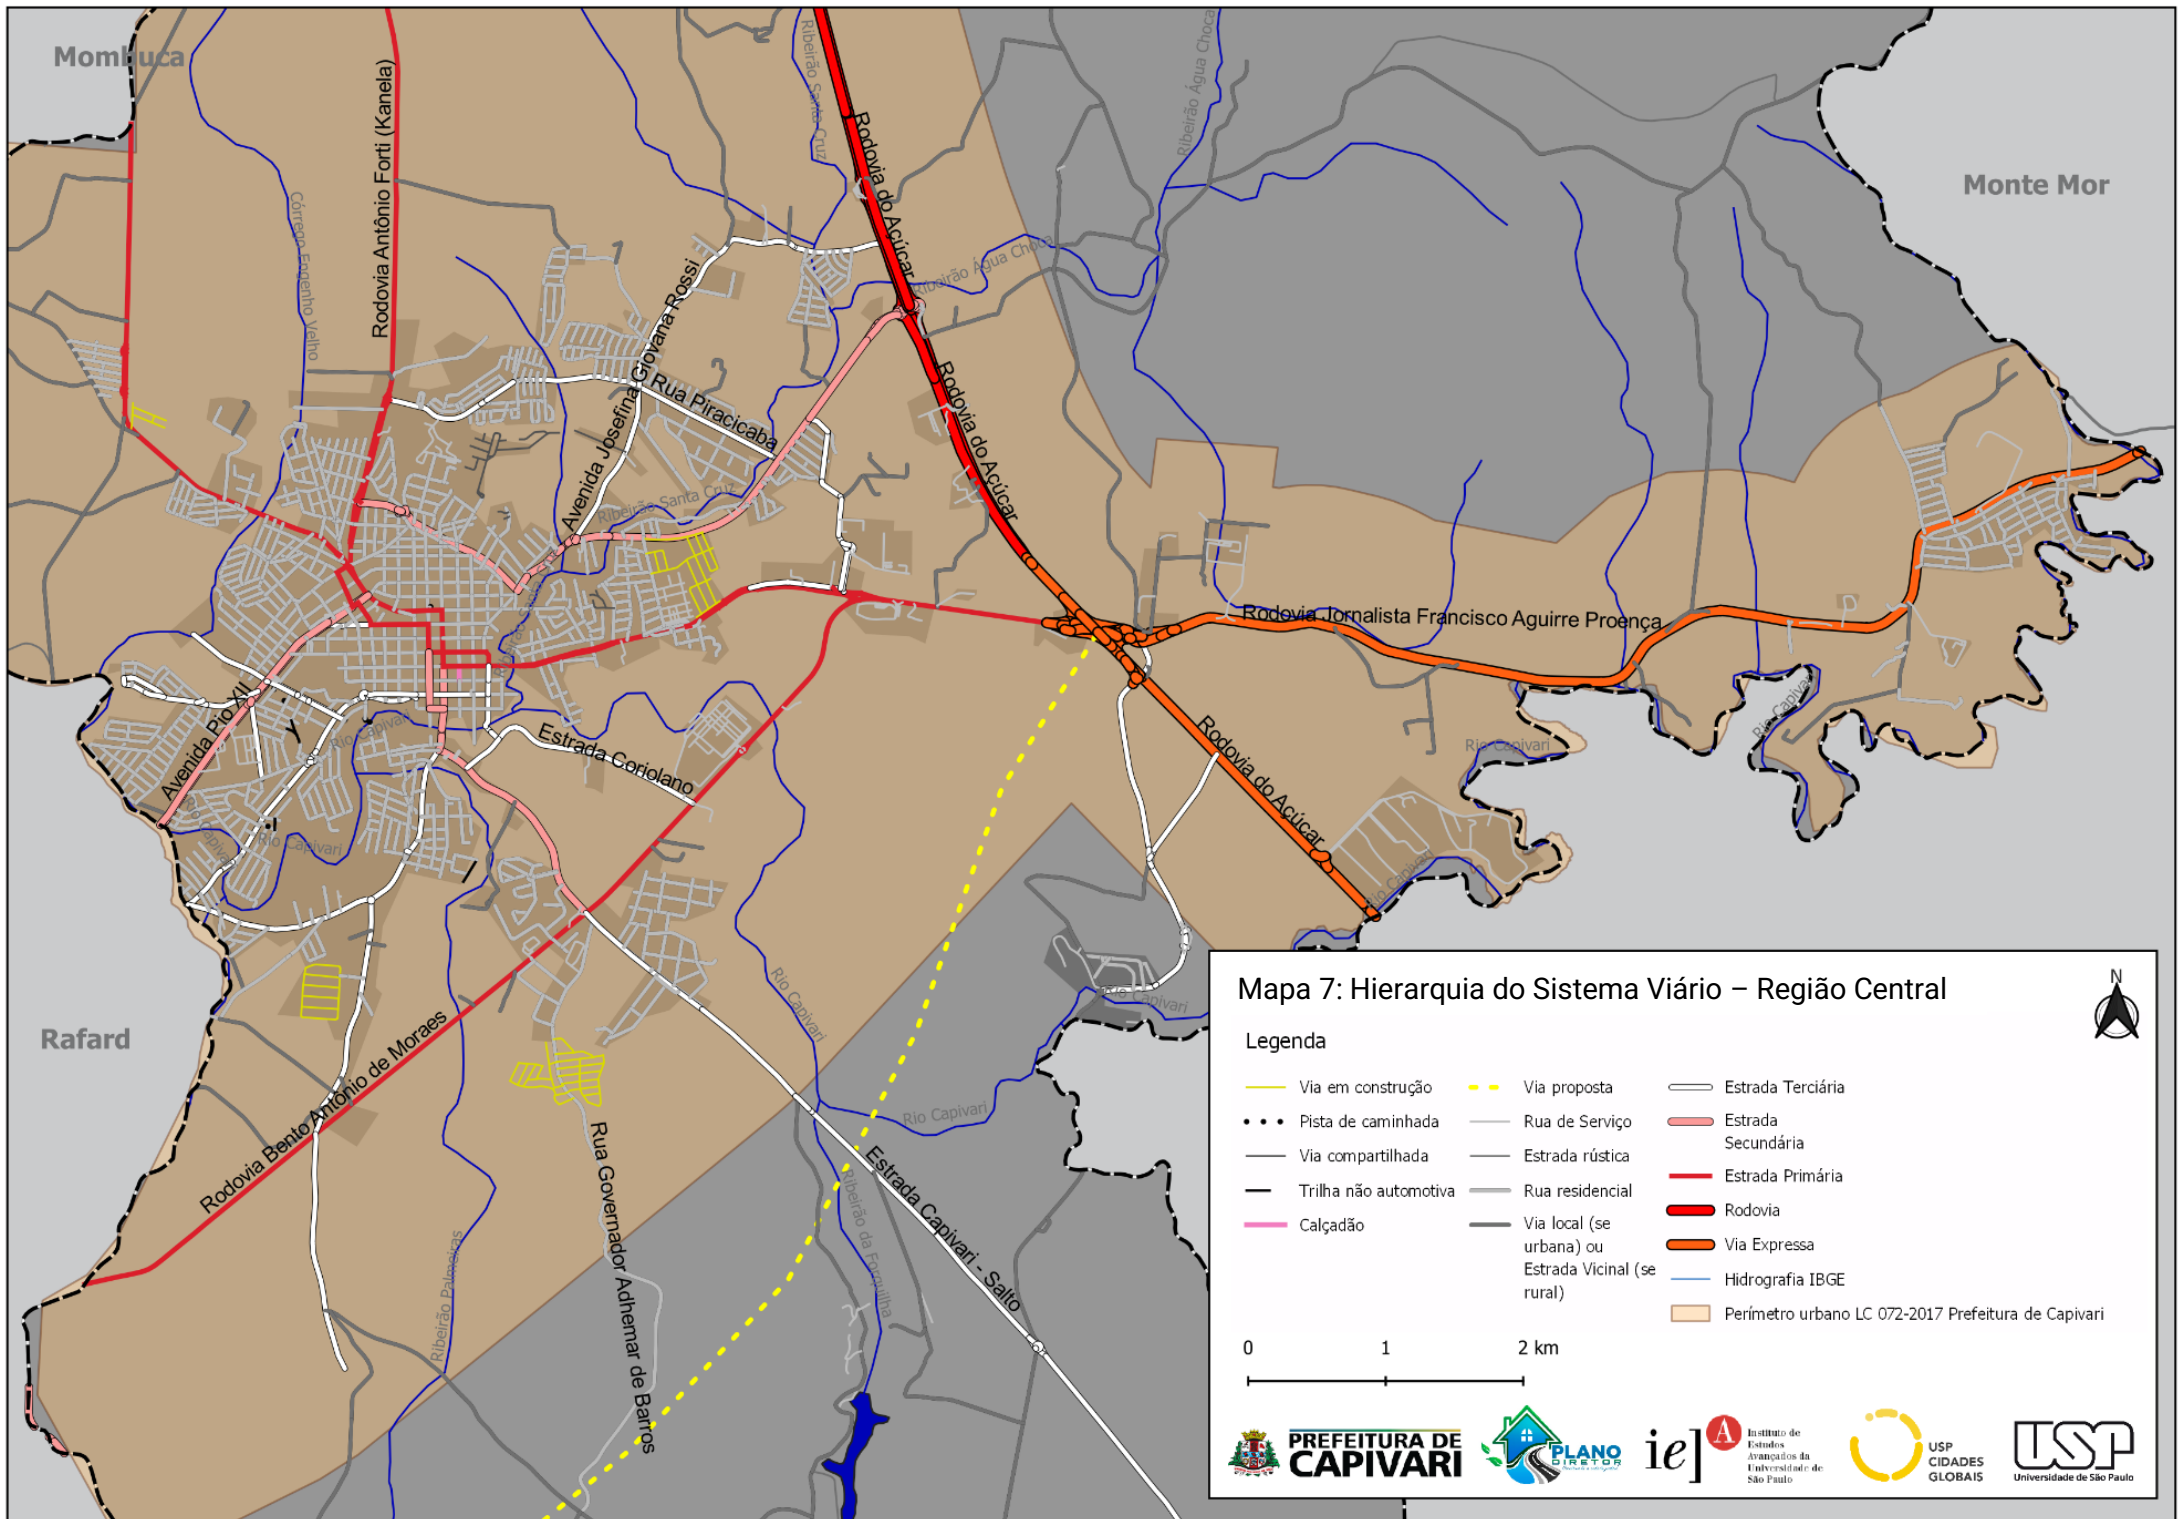 Mombuca
Monte Mor
Rafard
Rodovia Antônio Forti (Kanela)
Córrego Engenho Velho
Ribeirão Santa Cruz
Rodovia do Açúcar
Ribeirão Água Choca
Ribeirão Água Choca
Avenida Josefina Giovana Rossi
Rua Piracicaba
Rodovia do Açúcar
Ribeirão Santa Cruz
Ribeirão Santa Cruz
Rodovia Jornalista Francisco Aguirre Proença
Avenida Pio XII
Rio Capivari
Estrada Coriolano
Rodovia do Açúcar
Rio Capivari
Rio Capivari
Rio Capivari
Rio Capivari
Rio Capivari
Rio Capivari
Rio Capivari
Rio Capivari
Rodovia Bento Antônio de Moraes
Rua Governador Adhemar de Barros
Estrada Capivari - Salto
Ribeirão da Forquilha
Ribeirão Palmeiras
Mapa 7: Hierarquia do Sistema Viário – Região Central
N
Legenda
Via em construção
Pista de caminhada
Via compartilhada
Trilha não automotiva
Calçadão
Via proposta
Rua de Serviço
Estrada rústica
Rua residencial
Via local (se
urbana) ou
Estrada Vicinal (se
rural)
Estrada Terciária
Estrada
Secundária
Estrada Primária
Rodovia
Via Expressa
Hidrografia IBGE
Perímetro urbano LC 072-2017 Prefeitura de Capivari
0 1 2 km
PREFEITURA DE
CAPIVARI
PLANO
DIRETOR
ie] A
Instituto de
Estudos
Avançados da
Universidade de
São Paulo
USP
CIDADES
GLOBAIS
USP
Universidade de São Paulo